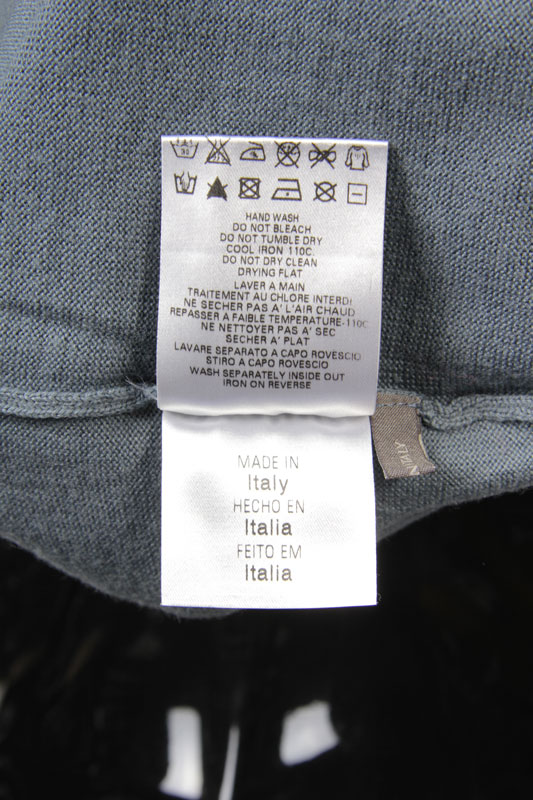 HAND WASH
DO NOT BLEACH
DO NOT TUMBLE DRY
COOL IRON 110C.
DO NOT DRY CLEAN
DRYING FLAT
LAVER A MAIN
TRAITEMENT AU CHLORE INTERDI
NE SECHER PAS A' L'AIR CHAUD
REPASSER A FAIBLE TEMPERATURE-110C
NE NETTOYER PAS A' SEC
SECHER A' PLAT
LAVARE SEPARATO A CAPO ROVESCIO
STIRO A CAPO ROVESCIO
WASH SEPARATELY INSIDE OUT
IRON ON REVERSE
MADE IN
Italy
HECHO EN
Italia
FEITO EM
Italia